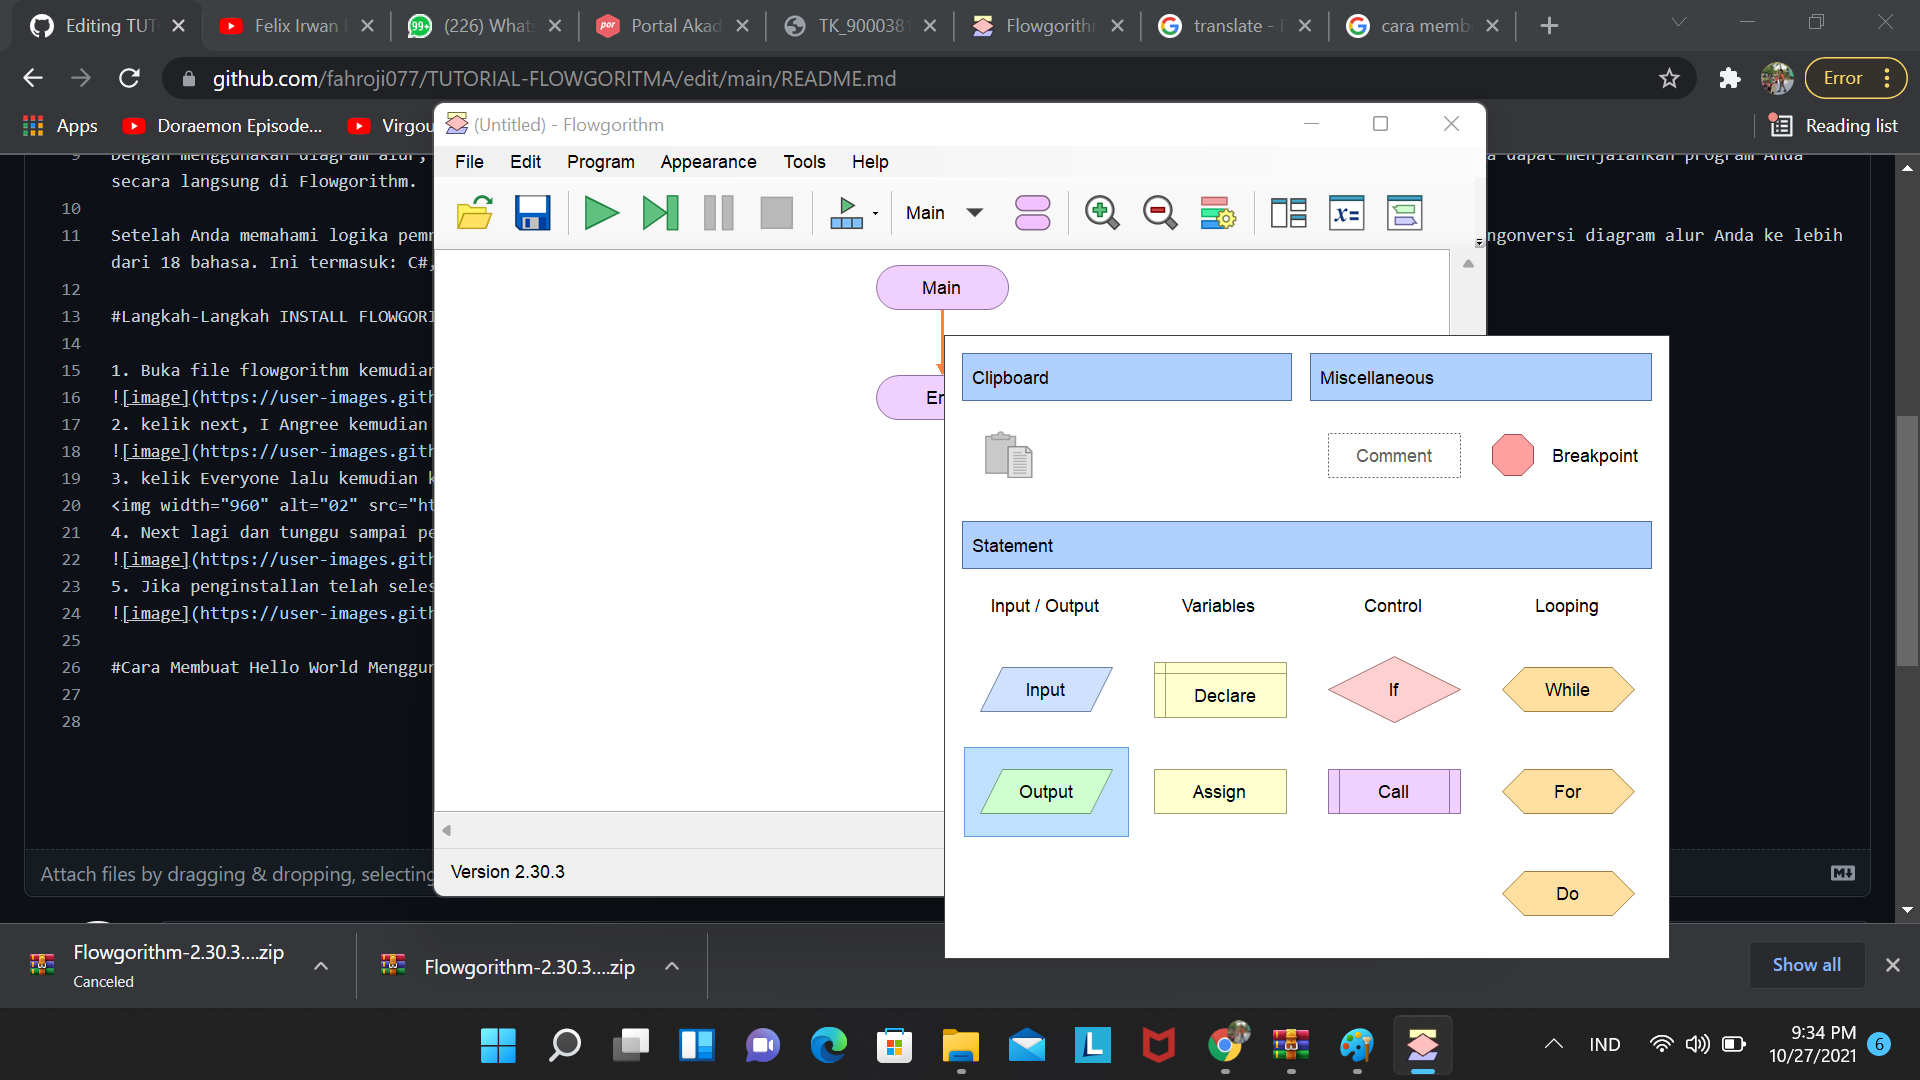 Editing TUT
Felix Irwan
(226) Whats
Portal Akad
TK_9000381
Flowgorithm
translate -
cara memb
github.com/fahroji077/TUTORIAL-FLOWGORITMA/edit/main/README.md
Error
Apps
Doraemon Episode...
Virgou
Reading list
(Untitled) - Flowgorithm
File Edit Program Appearance Tools Help
Main
9 Dengan menggunakan diagram alur,
a dapat menjalankan program Anda
secara langsung di Flowgorithm.
10
11 Setelah Anda memahami logika pemr
ngonversi diagram alur Anda ke lebih
dari 18 bahasa. Ini termasuk: C#,
12
13 #Langkah-Langkah INSTALL FLOWGORI
14
15 1. Buka file flowgorithm kemudian
16 ![image](https://user-images.gith
17 2. kelik next, I Angree kemudian
18 ![image](https://user-images.gith
19 3. kelik Everyone lalu kemudian k
20 <img width="960" alt="02" src="ht
21 4. Next lagi dan tunggu sampai pe
22 ![image](https://user-images.gith
23 5. Jika penginstallan telah seles
24 ![image](https://user-images.gith
25
26 #Cara Membuat Hello World Menggun
27
28
Main
En
Clipboard
Miscellaneous
Comment
Breakpoint
Statement
Input / Output
Variables
Control
Looping
Input
Declare
If
While
Output
Assign
Call
For
Do
Version 2.30.3
Attach files by dragging & dropping, selecting
Flowgorithm-2.30.3....zip
Canceled
Flowgorithm-2.30.3....zip
Show all
IND
9:34 PM
10/27/2021
6